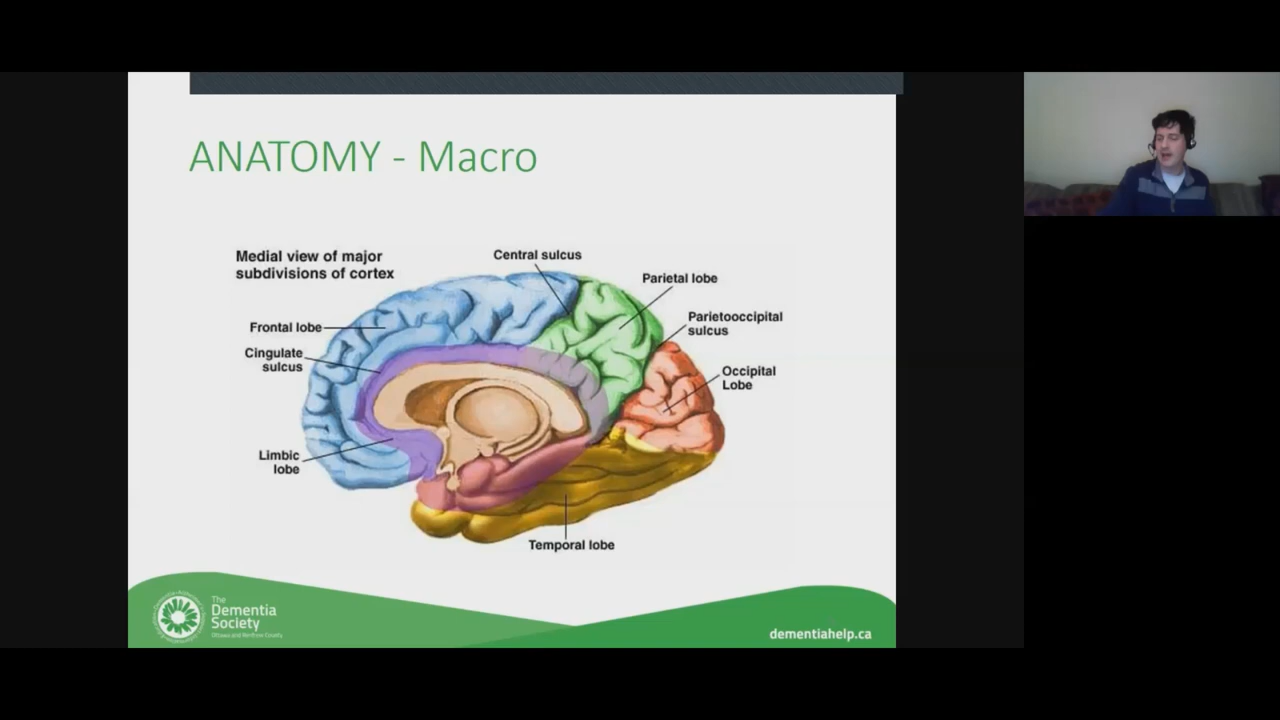 ANATOMY - Macro
Medial view of major
subdivisions of cortex
Central sulcus
Parietal lobe
Parietooccipital
sulcus
Frontal lobe
Cingulate
sulcus
Occipital
Lobe
Limbic
lobe
Temporal lobe
The
Dementia
Society
Ottawa and Renfrew County
dementiahelp.ca